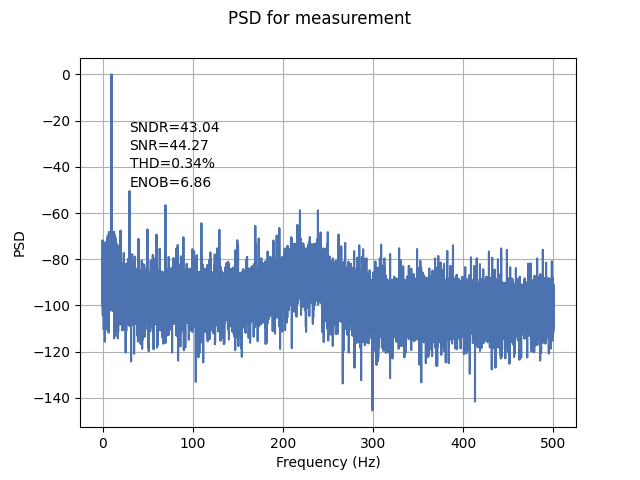 PSD for measurement
0
−20
−40
−60
−80
−100
−120
−140
PSD
SNDR=43.04
SNR=44.27
THD=0.34%
ENOB=6.86
0 100 200 300 400 500
Frequency (Hz)